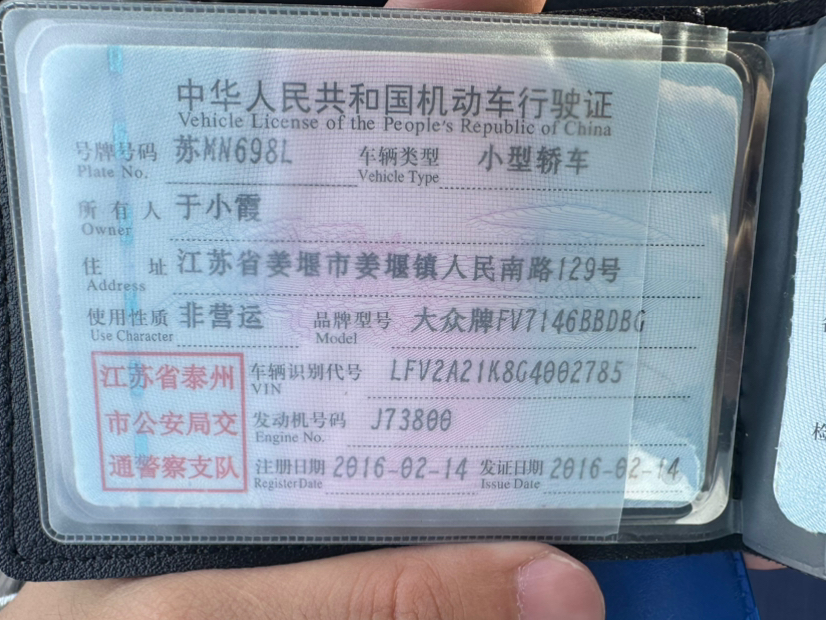 中华人民共和国机动车行驶证
Vehicle License of the People's Republic of China
号牌号码 苏MN698L 车辆类型 小型轿车
Plate No. Vehicle Type
所有人 于小霞
Owner
住址 江苏省姜堰市姜堰镇人民南路129号
Address
使用性质 非营运 品牌型号 大众牌FV7146BBDBG
Use Character Model
江苏省泰州
市公安局交
通警察支队
车辆识别代号 LFV2A21K8G4002785
VIN
发动机号码 J73800
Engine No.
注册日期 2016-02-14 发证日期 2016-02-14
Register Date Issue Date
检